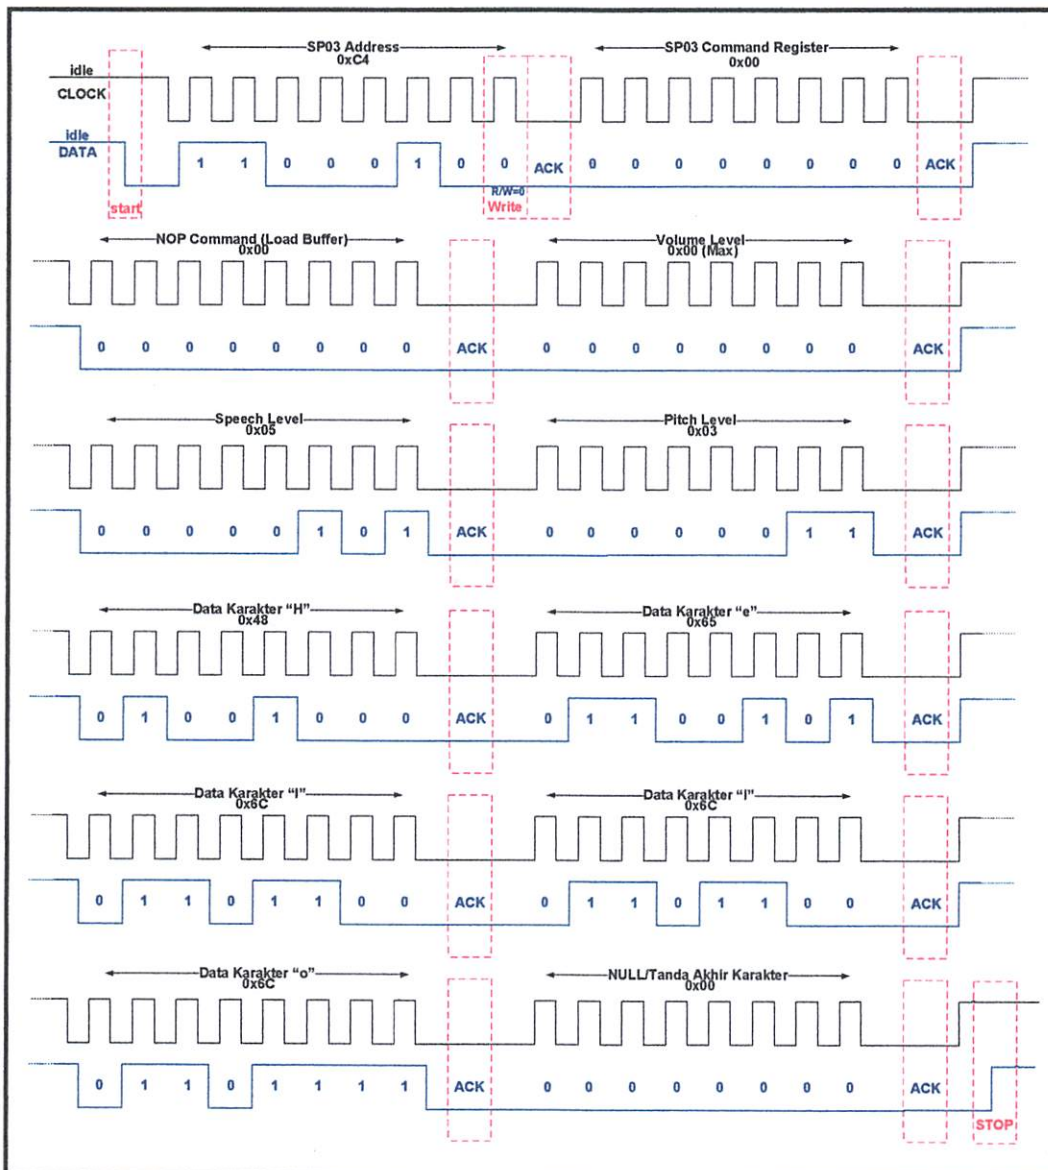 SP03 Address
0xC4
SP03 Command Register
0x00
idle
CLOCK
idle
DATA
1 1 0 0 0 1 0 0 ACK 0 0 0 0 0 0 0 0 ACK
R/W=0
start
Write
NOP Command (Load Buffer)
0x00
Volume Level
0x00 (Max)
0 0 0 0 0 0 0 0 ACK 0 0 0 0 0 0 0 0 ACK
Speech Level
0x05
Pitch Level
0x03
0 0 0 0 0 1 0 1 ACK 0 0 0 0 0 0 1 1 ACK
Data Karakter “H”
0x48
Data Karakter “e”
0x65
0 1 0 0 1 0 0 0 ACK 0 1 1 0 0 1 0 1 ACK
Data Karakter “l”
0x6C
Data Karakter “l”
0x6C
0 1 1 0 1 1 0 0 ACK 0 1 1 0 1 1 0 0 ACK
Data Karakter “o”
0x6C
NULL/Tanda Akhir Karakter
0x00
0 1 1 0 1 1 1 1 ACK 0 0 0 0 0 0 0 0 ACK
STOP